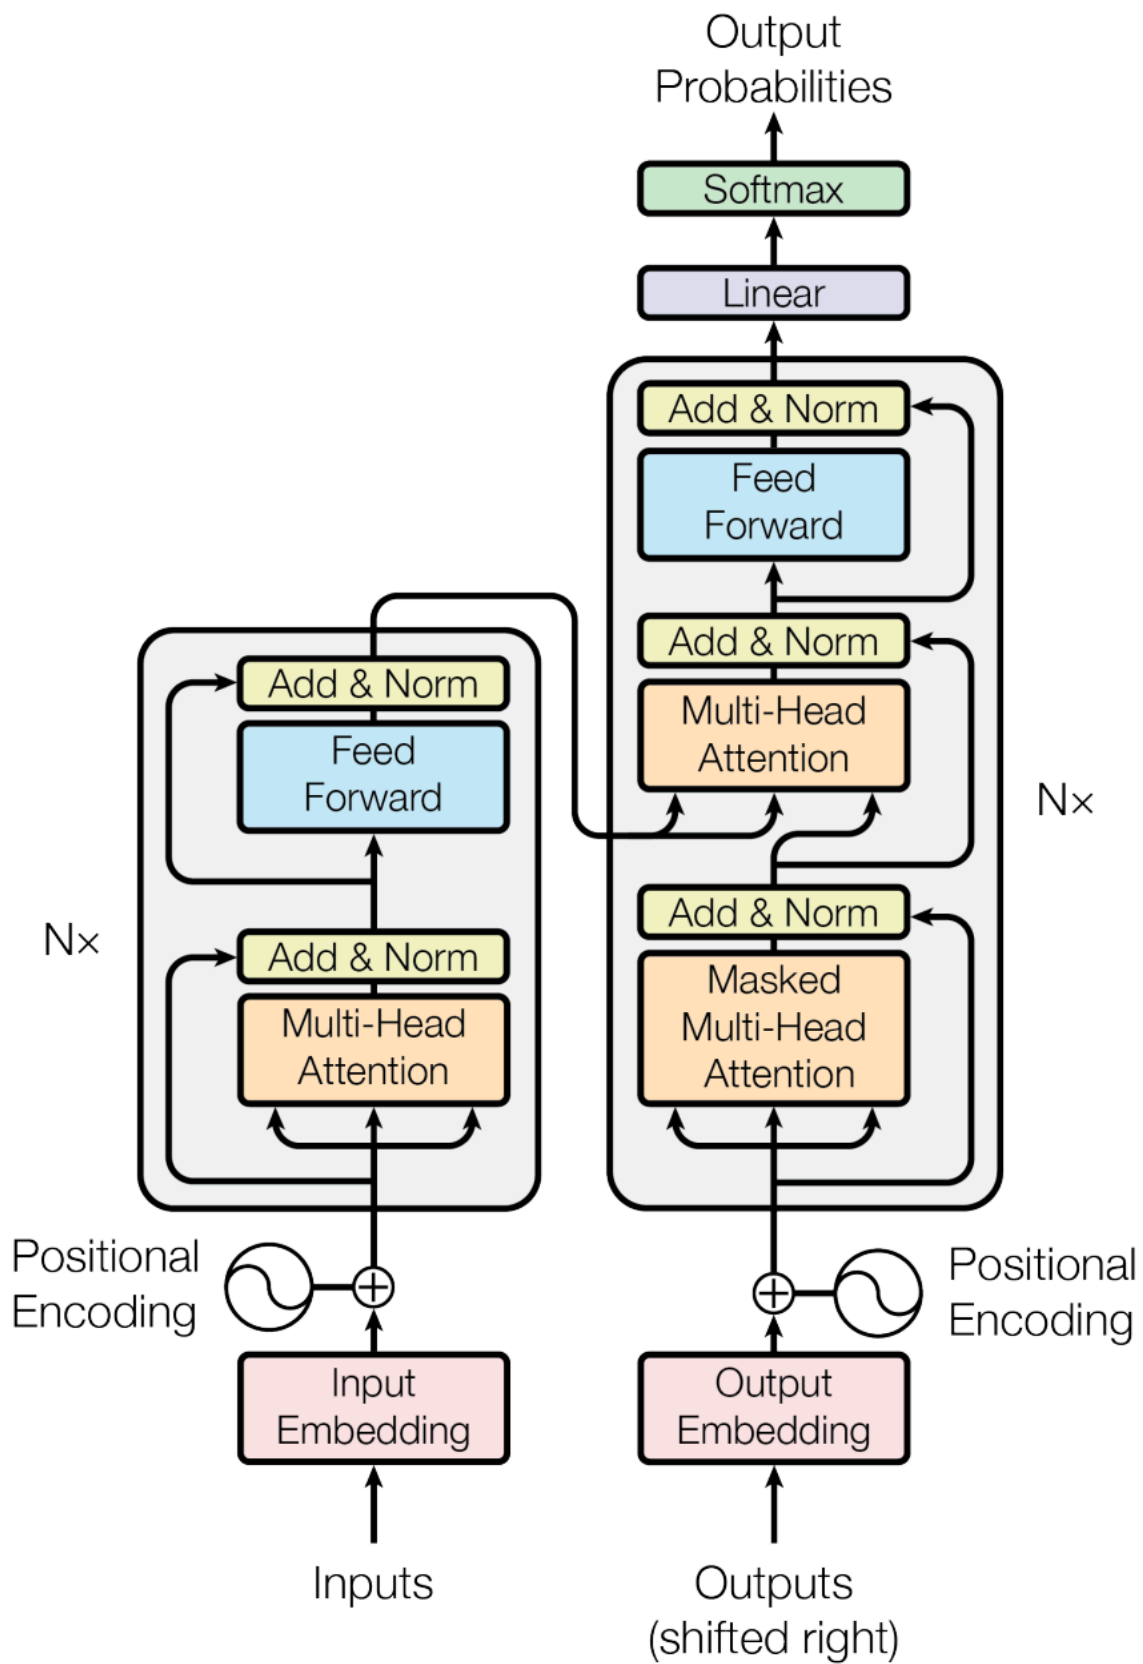 Output
Probabilities
Softmax
Linear
Add & Norm
Feed
Forward
Add & Norm
Multi-Head
Attention
Nx
Add & Norm
Masked
Multi-Head
Attention
Add & Norm
Feed
Forward
Nx
Add & Norm
Multi-Head
Attention
Positional
Encoding
Positional
Encoding
Input
Embedding
Output
Embedding
Inputs
Outputs
(shifted right)